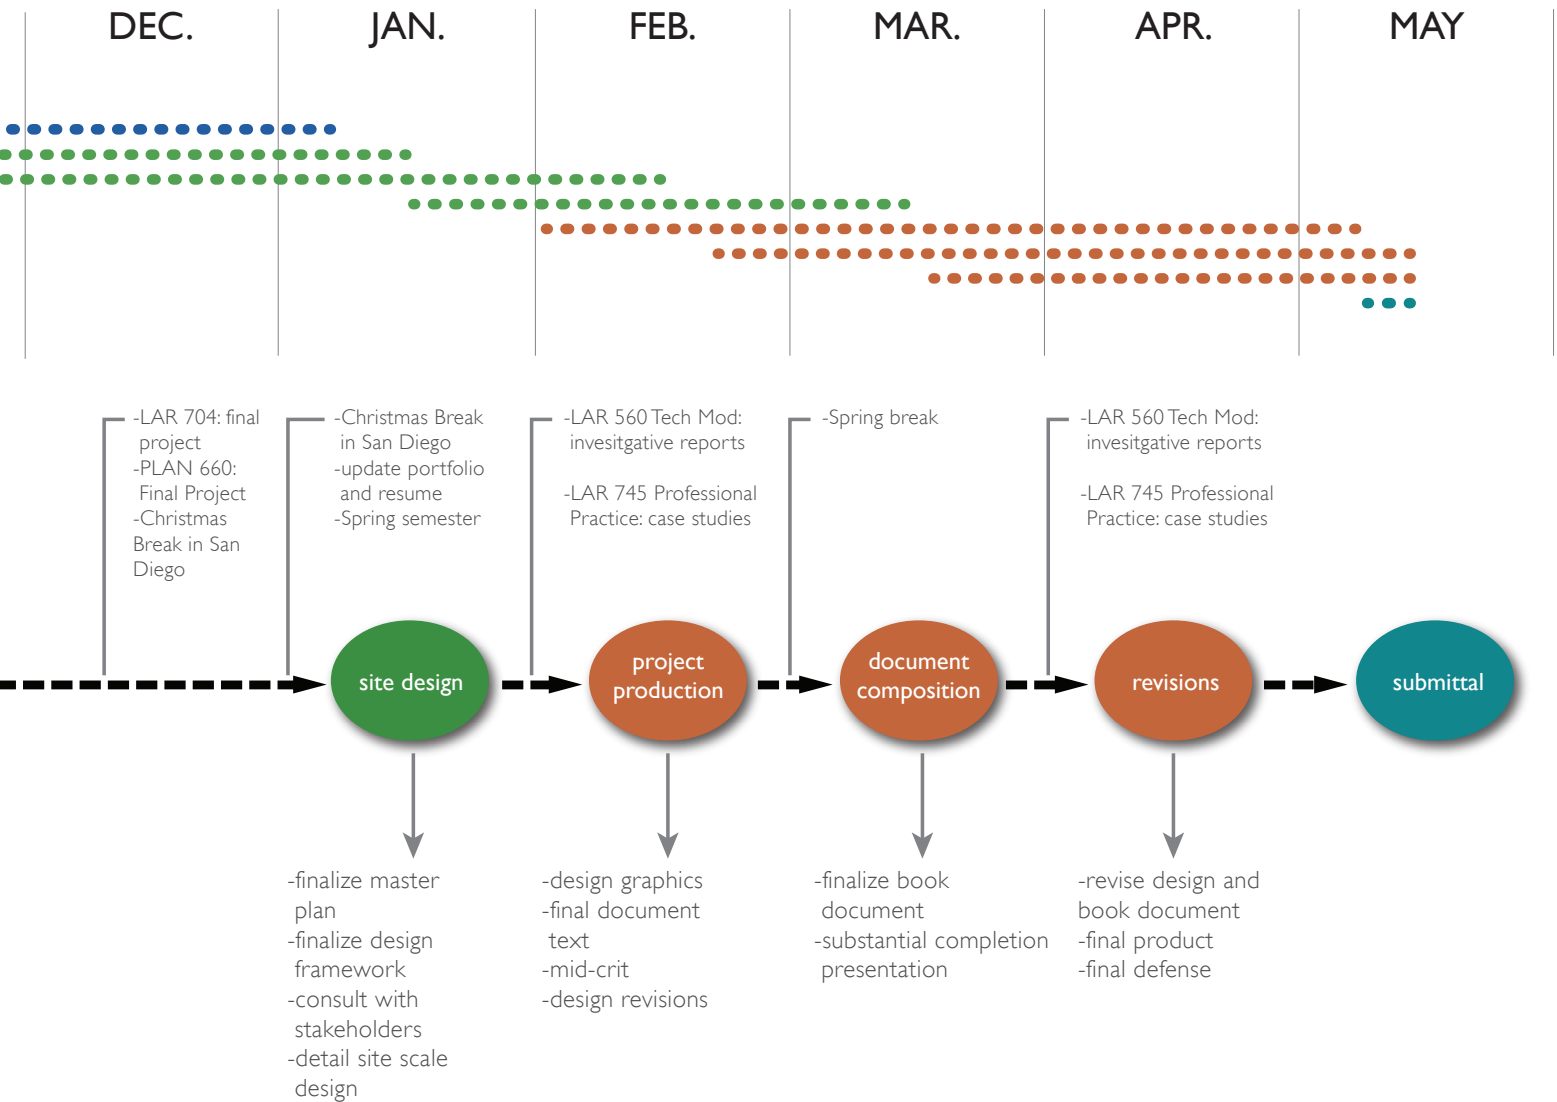 DEC.
JAN.
FEB.
MAR.
APR.
MAY
-LAR 704: final
project
-PLAN 660:
Final Project
-Christmas
Break in San
Diego
-Christmas Break
in San Diego
-update portfolio
and resume
-Spring semester
-LAR 560 Tech Mod:
invesitgative reports
-LAR 745 Professional
Practice: case studies
-Spring break
-LAR 560 Tech Mod:
invesitgative reports
-LAR 745 Professional
Practice: case studies
site design
project
production
document
composition
revisions
submittal
-finalize master
plan
-finalize design
framework
-consult with
stakeholders
-detail site scale
design
-design graphics
-final document
text
-mid-crit
-design revisions
-finalize book
document
-substantial completion
presentation
-revise design and
book document
-final product
-final defense